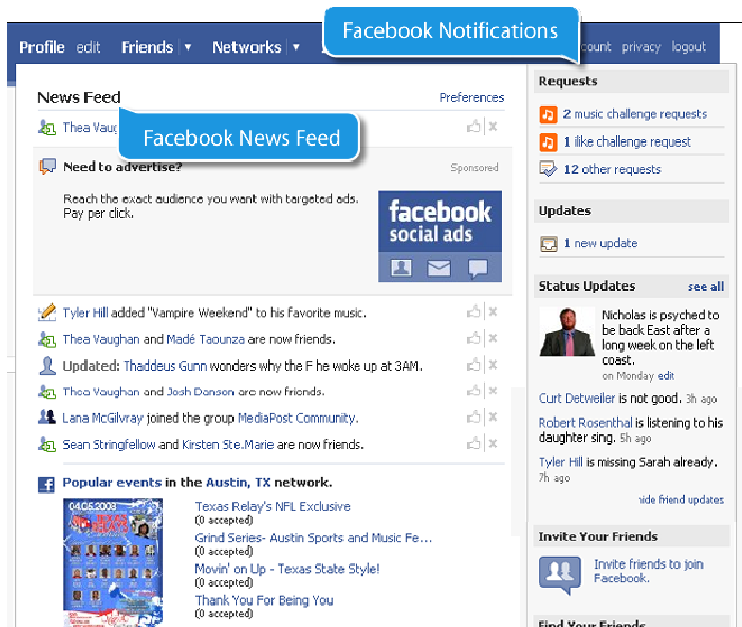 Facebook Notifications
Profile edit Friends Networks
count privacy logout
News Feed
Preferences
Thea Vaug
Facebook News Feed
Need to advertise?
Sponsored
Reach the exact audience you want with targeted ads.
Pay per click.
facebook
social ads
Tyler Hill added "Vampire Weekend" to his favorite music.
Thea Vaughan and Madé Taounza are now friends.
Updated: Thaddeus Gunn wonders why the F he woke up at 3AM.
Thea Vaughan and Josh Dansen are now friends.
Lana McGilvray joined the group MediaPost Community.
Sean Stringfellow and Kirsten Ste.Marie are now friends.
Popular events in the Austin, TX network.
04.05.2008
Texas Relay's NFL Exclusive
(0 accepted)
Grind Series- Austin Sports and Music Fe...
(0 accepted)
Movin' on Up - Texas State Style!
(0 accepted)
Thank You For Being You
(0 accepted)
Requests
2 music challenge requests
1 ilike challenge request
12 other requests
Updates
1 new update
Status Updates
see all
Nicholas is psyched to
be back East after a
long week on the left
coast.
on Monday edit
Curt Detweiler is not good. 3h ago
Robert Rosenthal is listening to his
daughter sing. 5h ago
Tyler Hill is missing Sarah already.
7h ago
hide friend updates
Invite Your Friends
Invite friends to join
Facebook.
Find Your Friends